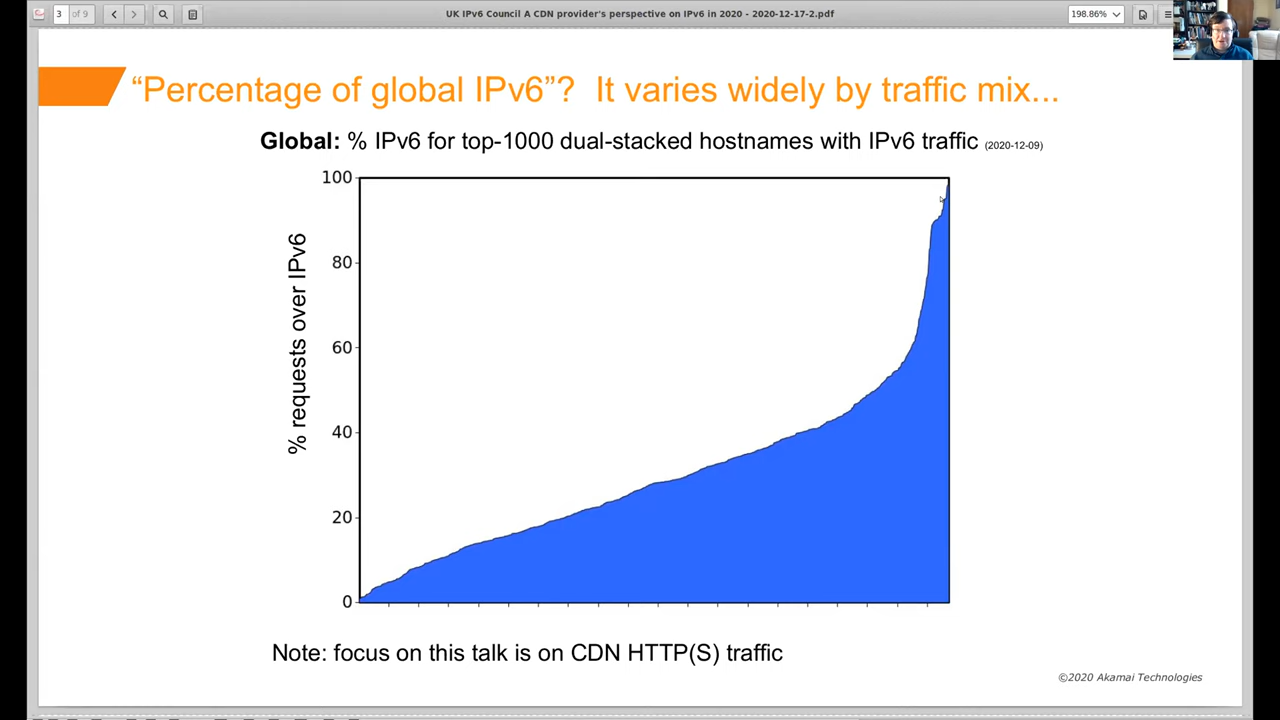 3 of 9
UK IPv6 Council A CDN provider's perspective on IPv6 in 2020 - 2020-12-17-2.pdf
198.86%
“Percentage of global IPv6”? It varies widely by traffic mix...
Global: % IPv6 for top-1000 dual-stacked hostnames with IPv6 traffic (2020-12-09)
% requests over IPv6
100
80
60
40
20
0
Note: focus on this talk is on CDN HTTP(S) traffic
©2020 Akamai Technologies